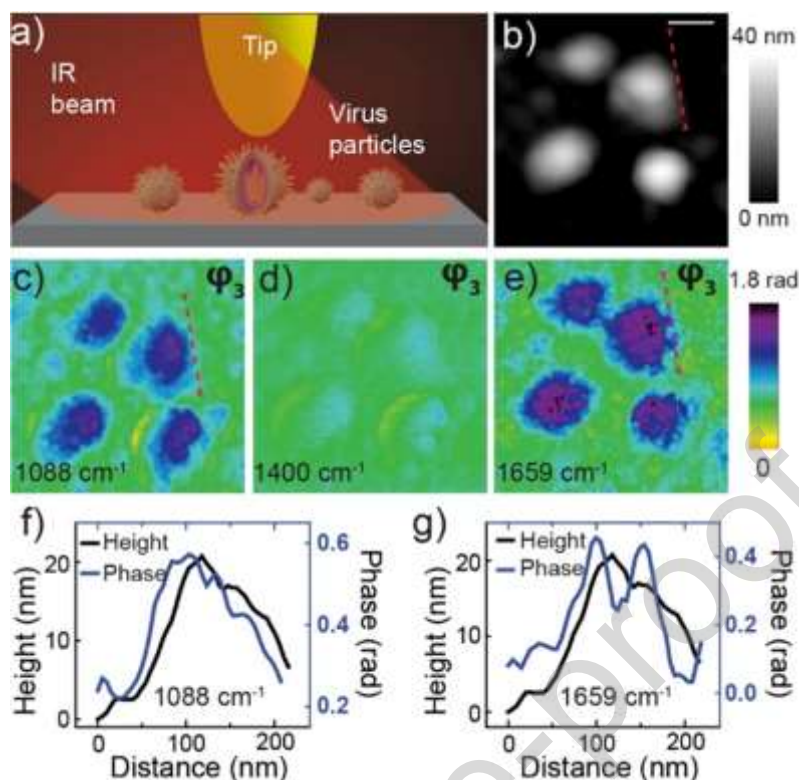 a)
Tip
IR
beam
Virus
particles
b)
40 nm
0 nm
c)
φ3
d)
φ3
e)
φ3
1.8 rad
0
1088 cm-1
1400 cm-1
1659 cm-1
f)
Height
Phase
Height (nm)
20
10
0
0.6
0.4
0.2
Phase (rad)
1088 cm-1
0
100
200
Distance (nm)
g)
Height
Phase
Height (nm)
20
10
0
0.4
0.2
0.0
Phase (rad)
1659 cm-1
0
100
200
Distance (nm)
e-proof